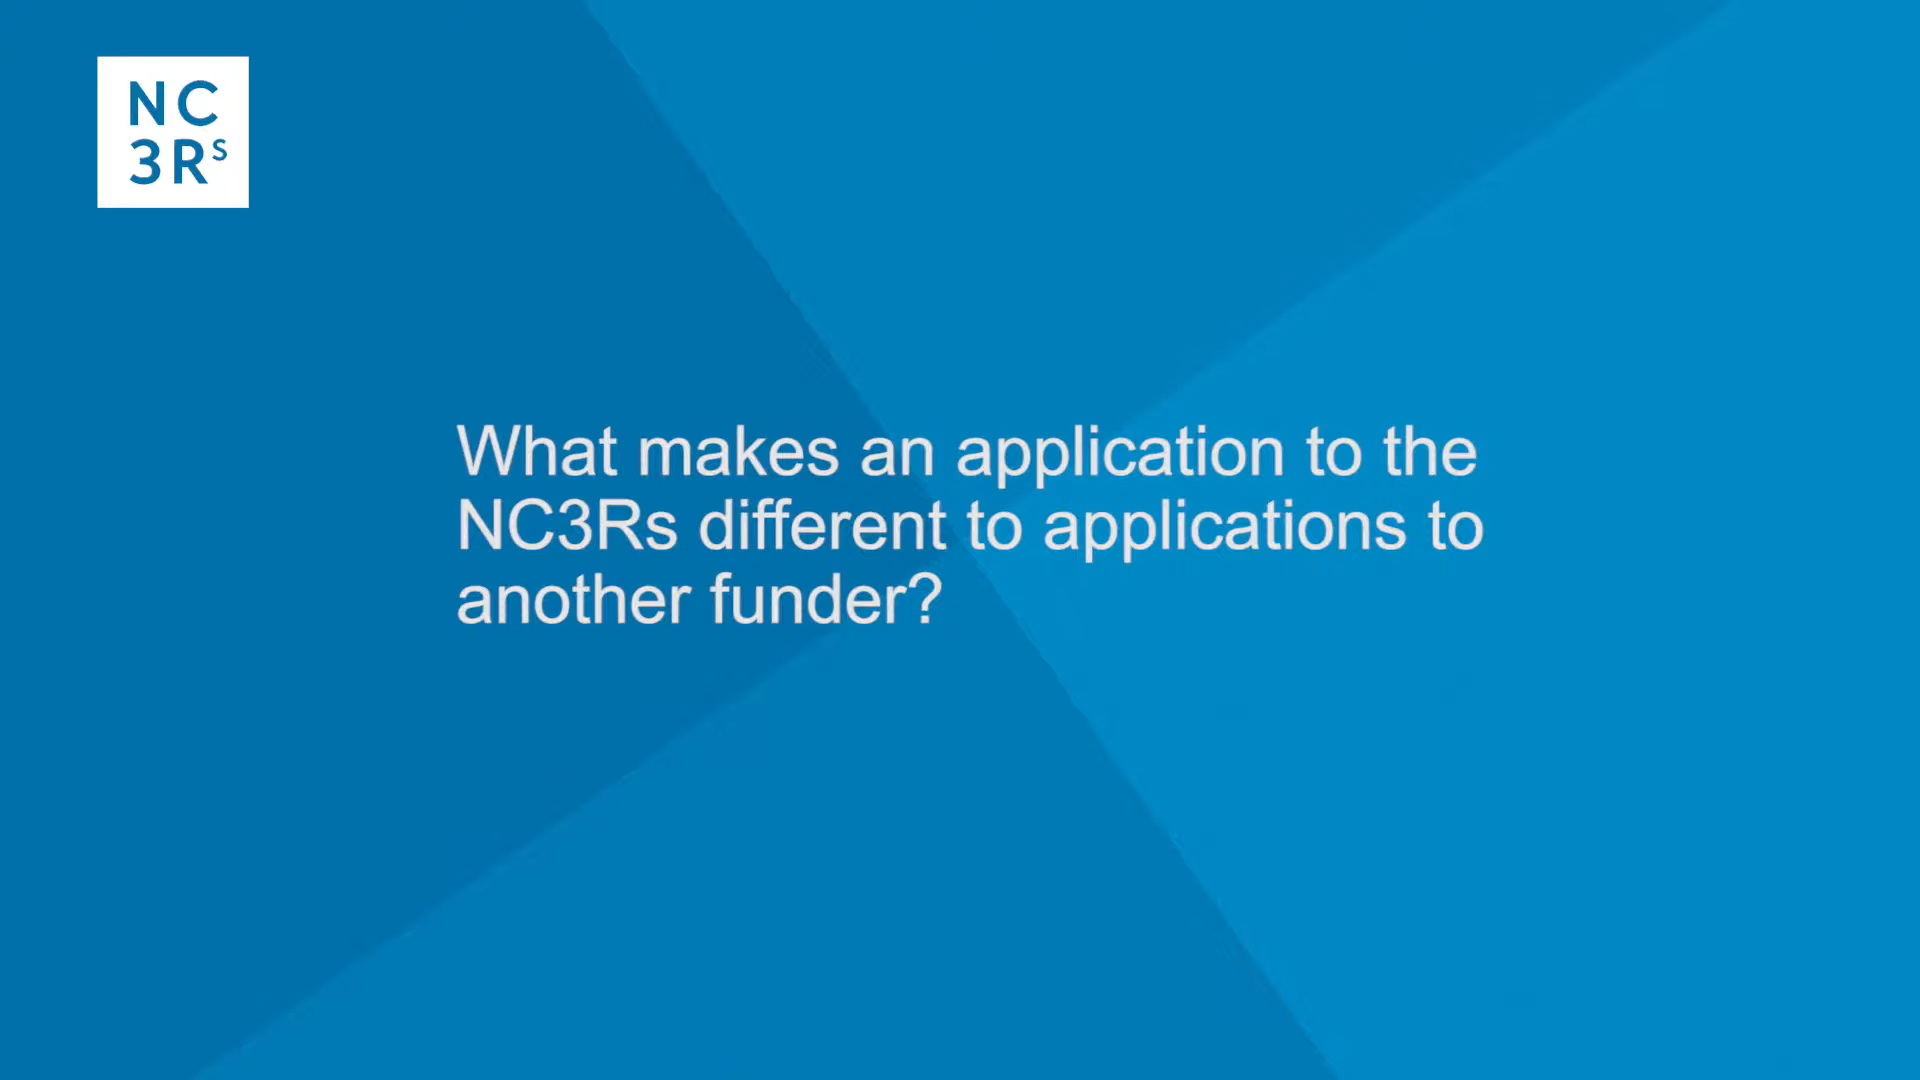 NC
3Rs
What makes an application to the
NC3Rs different to applications to
another funder?